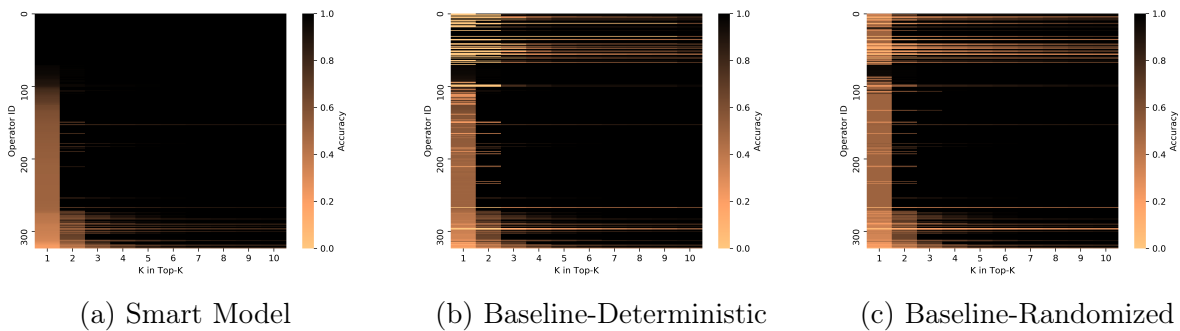 0
100
200
300
Operator ID
1 2 3 4 5 6 7 8 9 10
K in Top-K
1.0
0.8
0.6
0.4
0.2
0.0
Accuracy
(a) Smart Model
0
100
200
300
Operator ID
1 2 3 4 5 6 7 8 9 10
K in Top-K
1.0
0.8
0.6
0.4
0.2
0.0
Accuracy
(b) Baseline-Deterministic
0
100
200
300
Operator ID
1 2 3 4 5 6 7 8 9 10
K in Top-K
1.0
0.8
0.6
0.4
0.2
0.0
Accuracy
(c) Baseline-Randomized